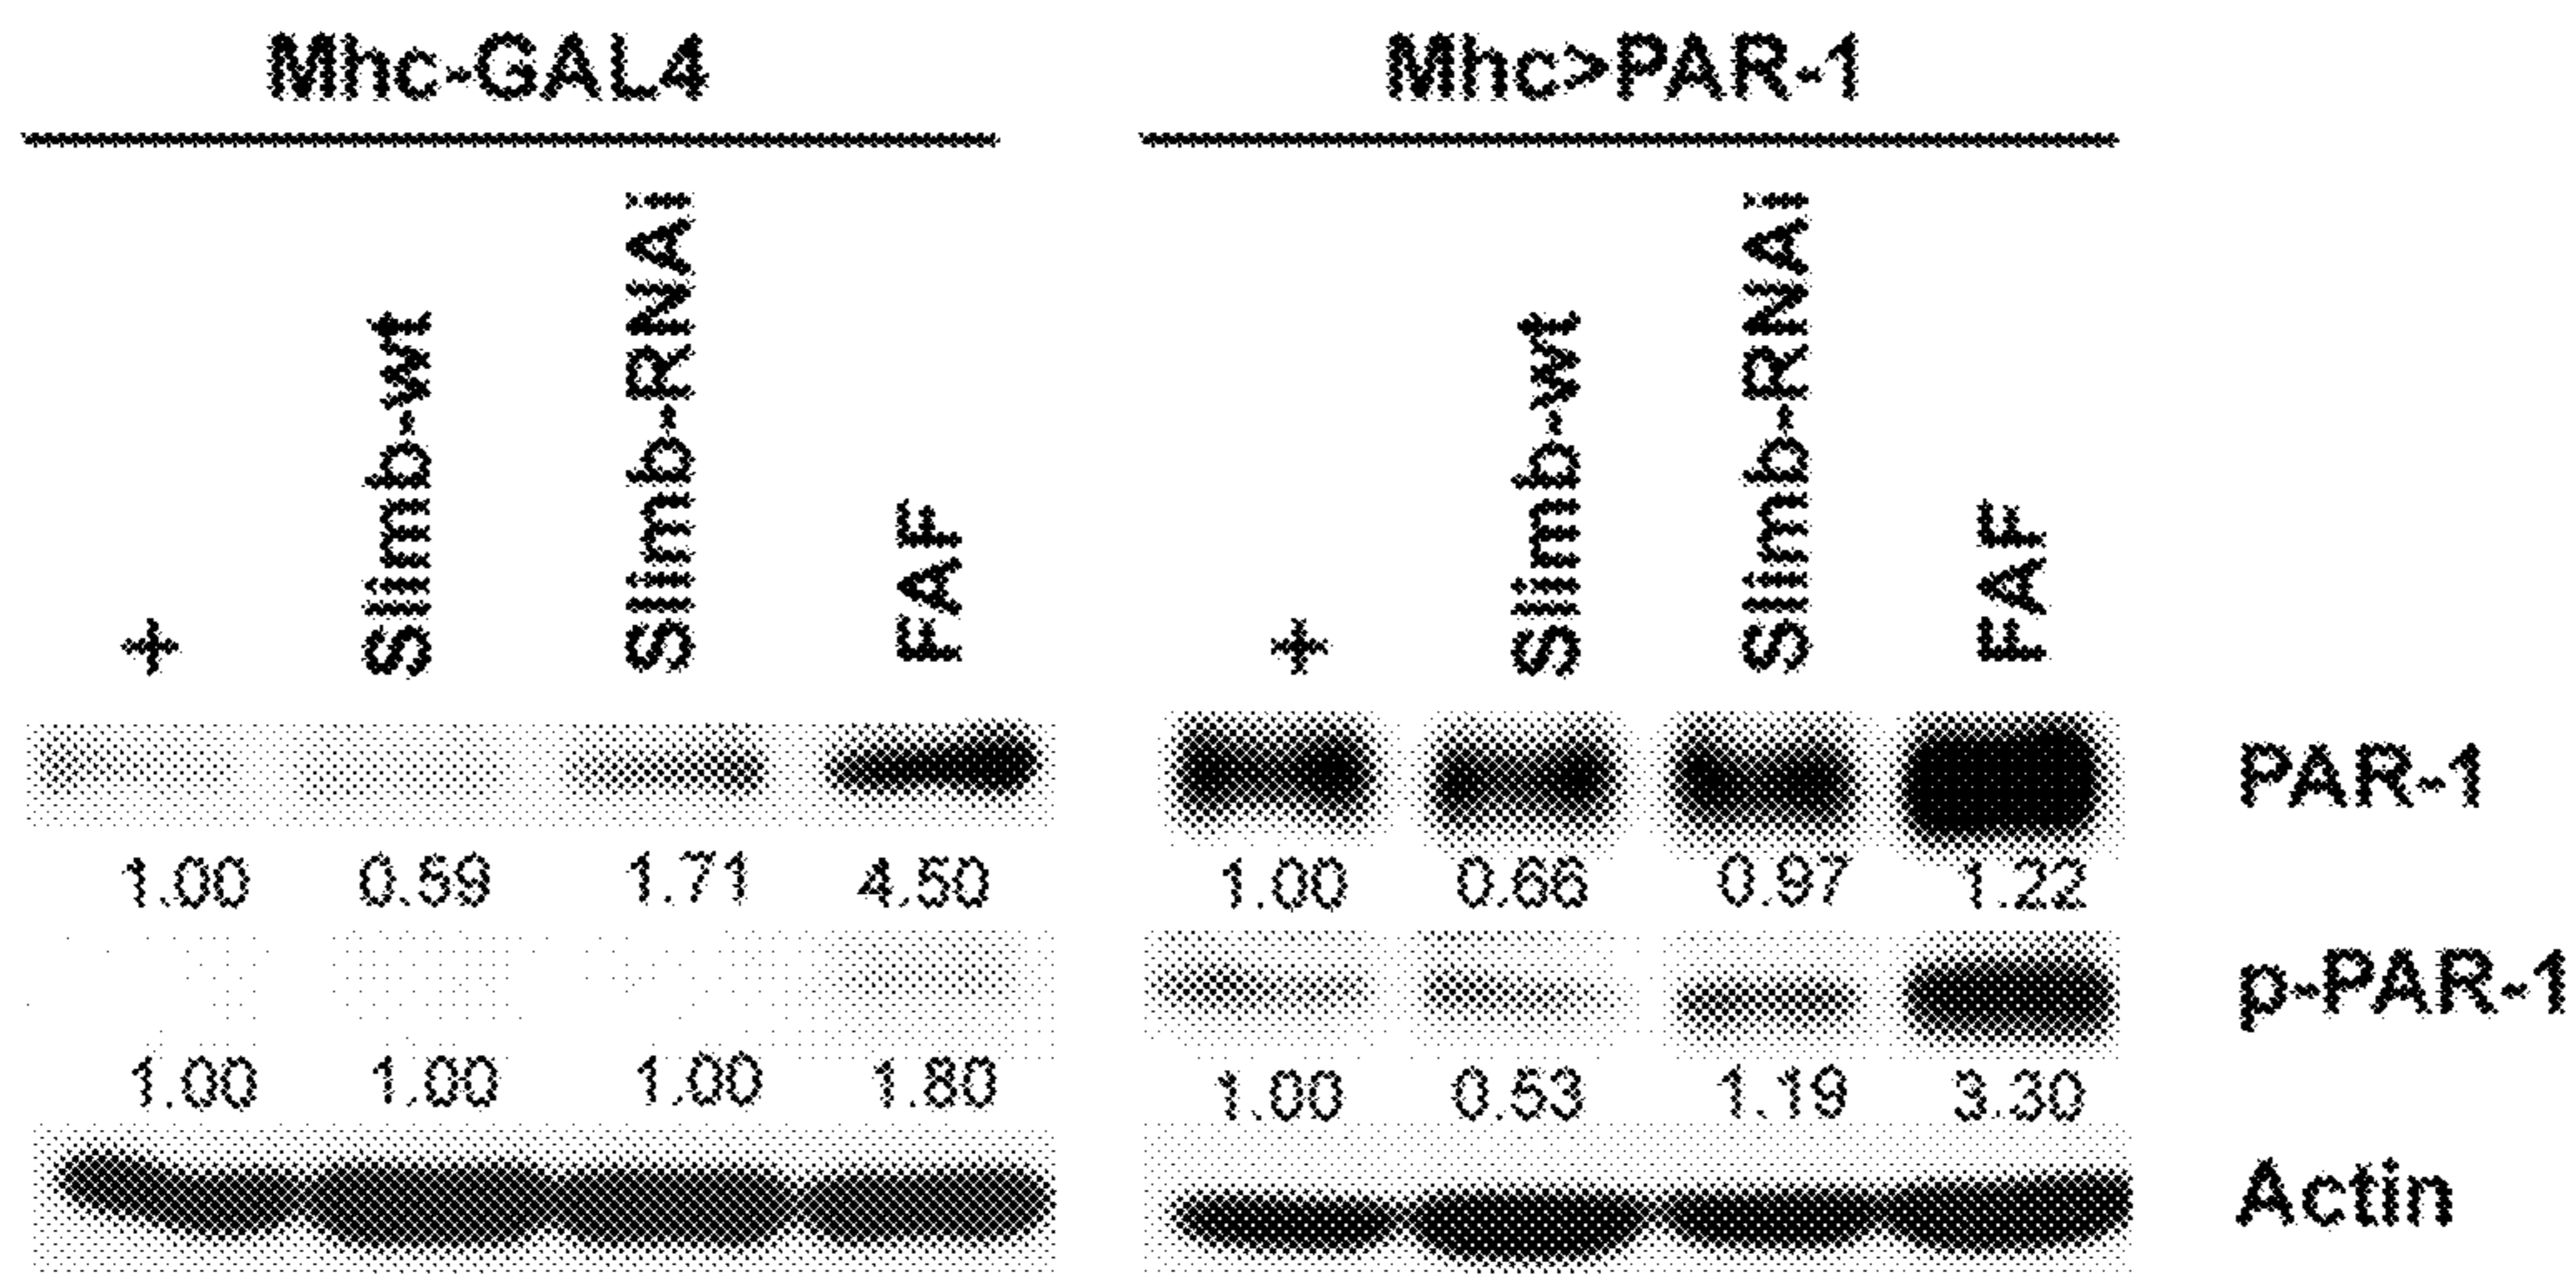 Mhc-GAL4 Mhc>PAR-1
+ Slimb-wt Slimb-RNAi FAF + Slimb-wt Slimb-RNAi FAF
PAR-1
1.00 0.59 1.71 4.50 1.00 0.66 0.97 1.22
p-PAR-1
1.00 1.00 1.00 1.80 1.00 0.53 1.19 3.30
Actin